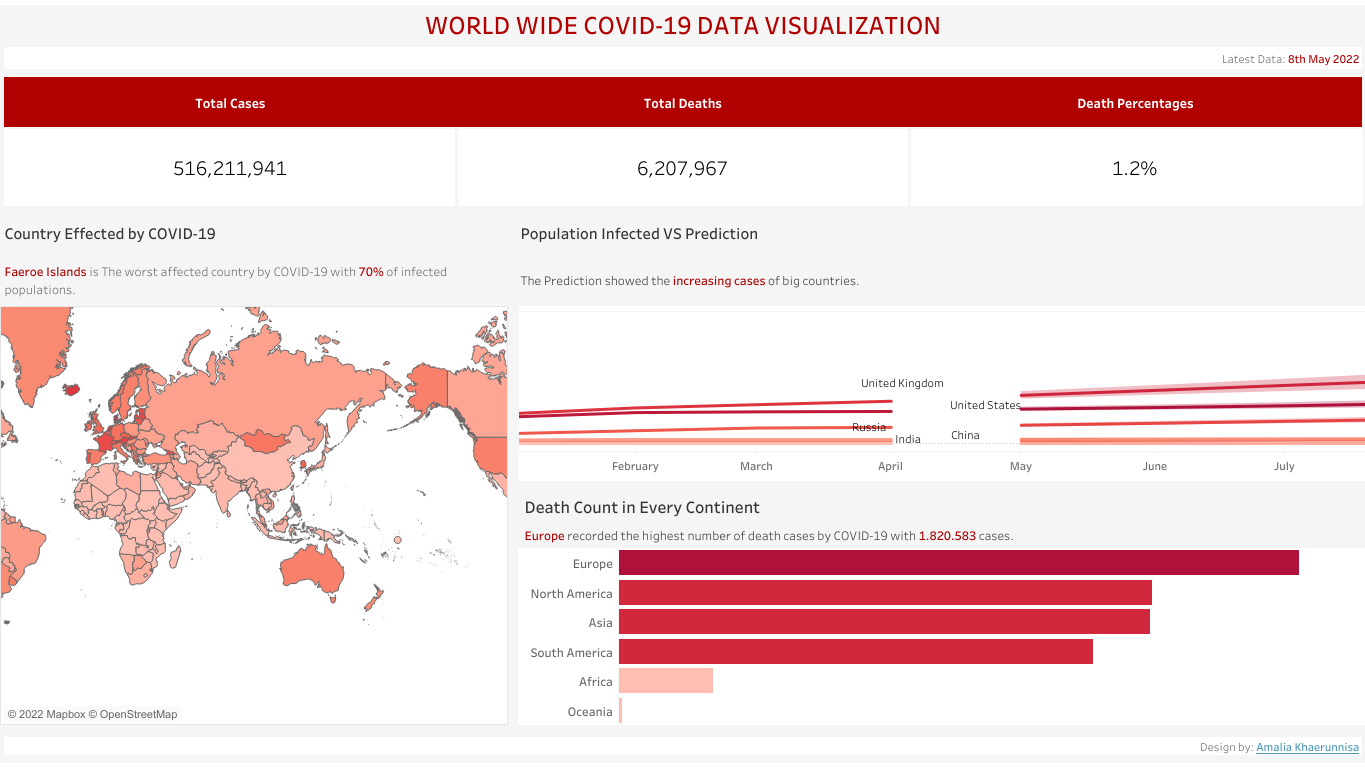 WORLD WIDE COVID-19 DATA VISUALIZATION
Latest Data: 8th May 2022
Total Cases
Total Deaths
Death Percentages
516,211,941
6,207,967
1.2%
Country Effected by COVID-19
Faeroe Islands is The worst affected country by COVID-19 with 70% of infected
populations.
© 2022 Mapbox © OpenStreetMap
Population Infected VS Prediction
The Prediction showed the increasing cases of big countries.
United Kingdom
United States
Russia
India
China
February
March
April
May
June
July
Death Count in Every Continent
Europe recorded the highest number of death cases by COVID-19 with 1.820.583 cases.
Europe
North America
Asia
South America
Africa
Oceania
Design by: Amalia Khaerunnisa